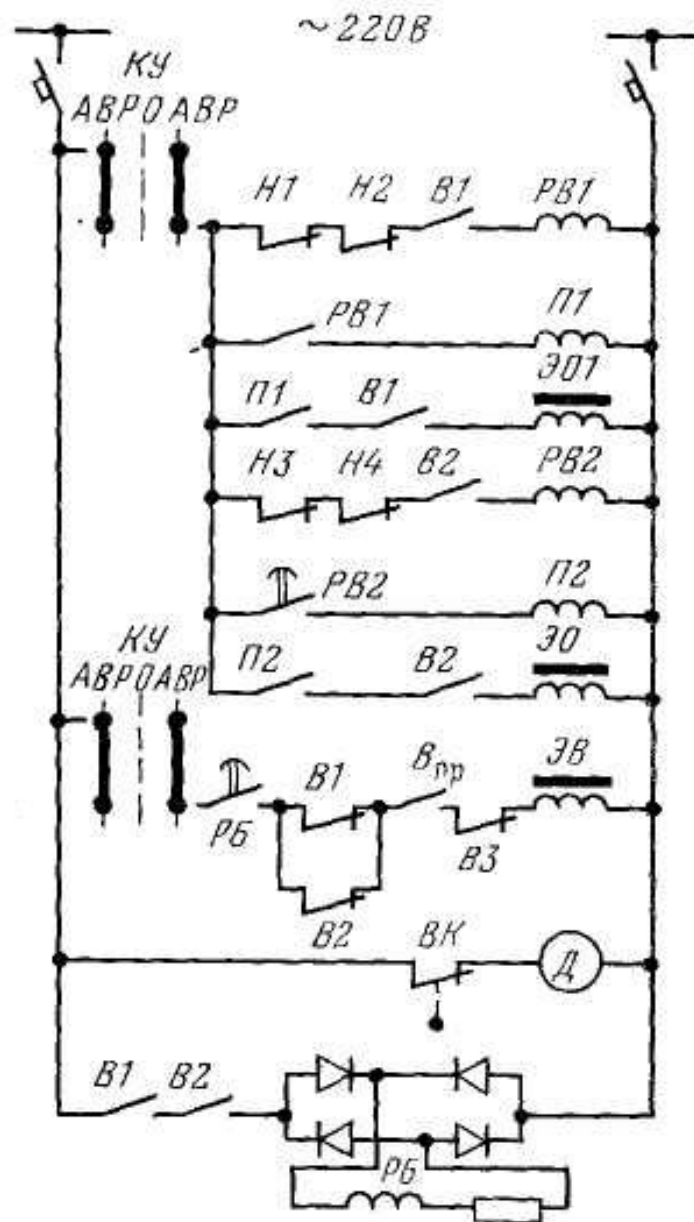 ~220В
КУ
АВР О АВР
Н1 Н2 В1 РВ1
РВ1 П1
П1 В1 ЭО1
Н3 Н4 В2 РВ2
РВ2 П2
КУ
АВР О АВР
П2 В2 ЭО
РБ В1 Впр ЭВ
В3
В2 ВК
Д
В1 В2
РБ